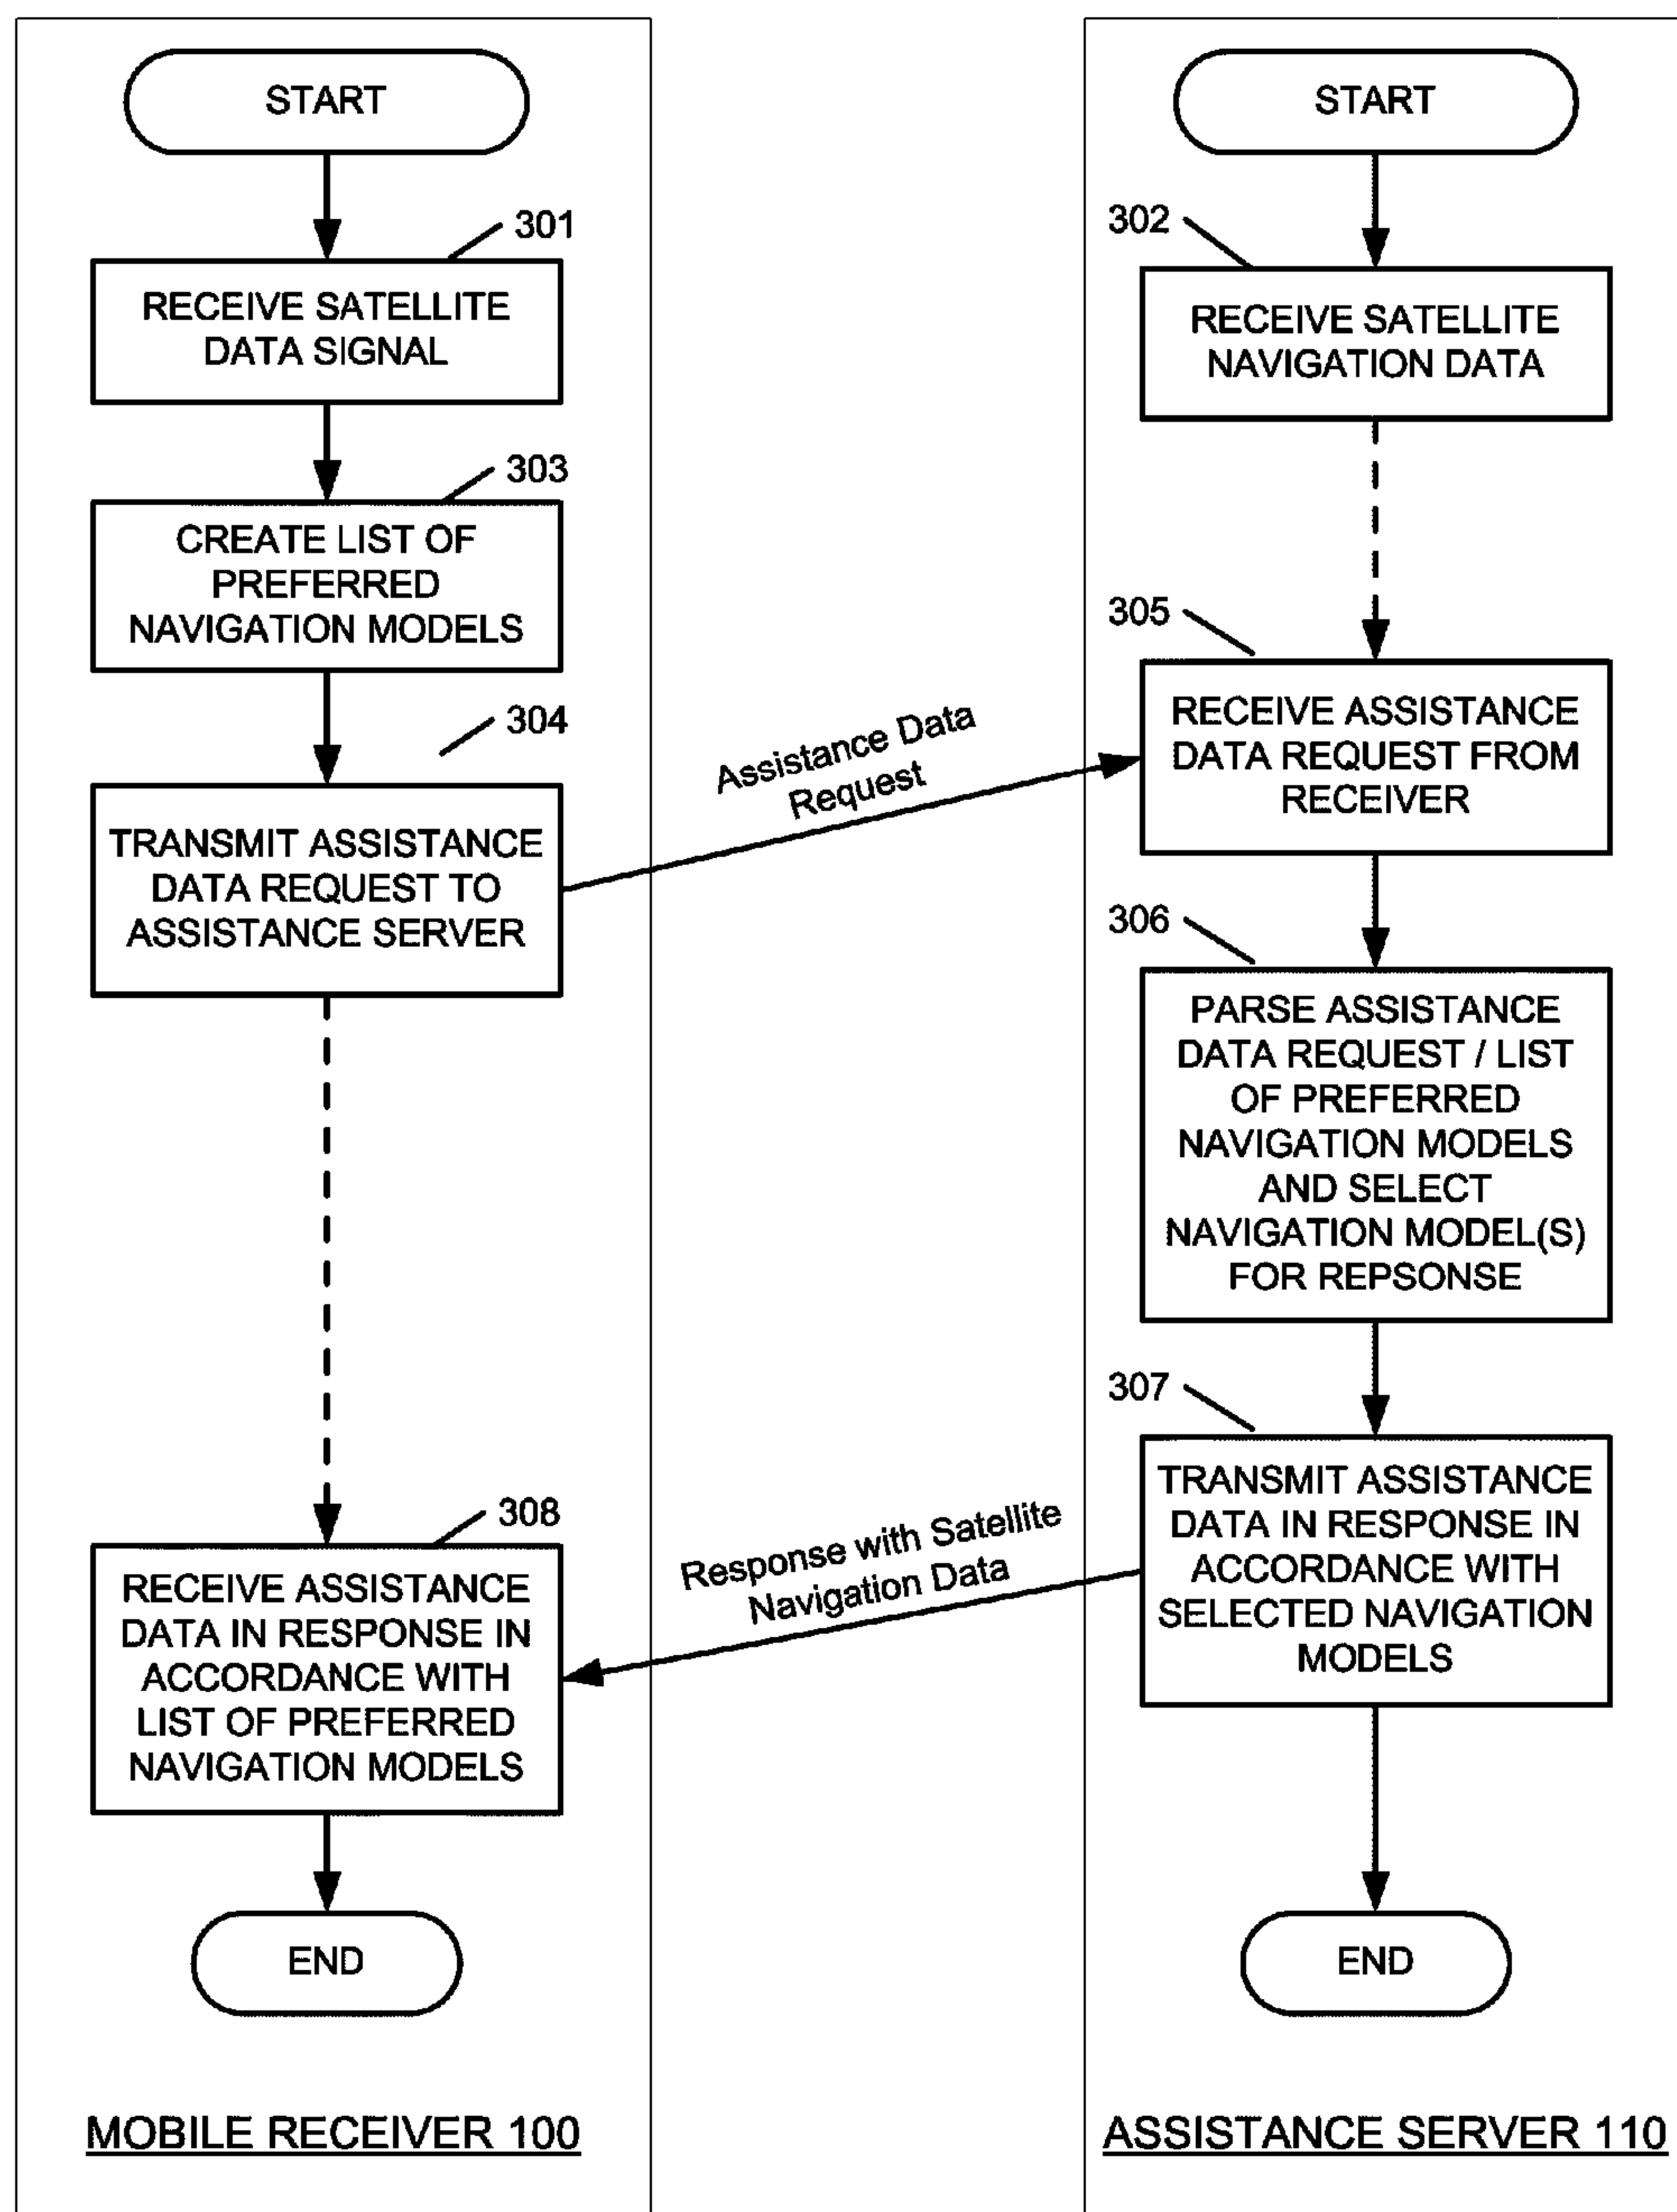 START
301
RECEIVE SATELLITE
DATA SIGNAL
303
CREATE LIST OF
PREFERRED
NAVIGATION MODELS
304
TRANSMIT ASSISTANCE
DATA REQUEST TO
ASSISTANCE SERVER
308
RECEIVE ASSISTANCE
DATA IN RESPONSE IN
ACCORDANCE WITH
LIST OF PREFERRED
NAVIGATION MODELS
END
MOBILE RECEIVER 100
Assistance Data
Request
Response with Satellite
Navigation Data
START
302
RECEIVE SATELLITE
NAVIGATION DATA
305
RECEIVE ASSISTANCE
DATA REQUEST FROM
RECEIVER
306
PARSE ASSISTANCE
DATA REQUEST / LIST
OF PREFERRED
NAVIGATION MODELS
AND SELECT
NAVIGATION MODEL(S)
FOR REPSONSE
307
TRANSMIT ASSISTANCE
DATA IN RESPONSE IN
ACCORDANCE WITH
SELECTED NAVIGATION
MODELS
END
ASSISTANCE SERVER 110